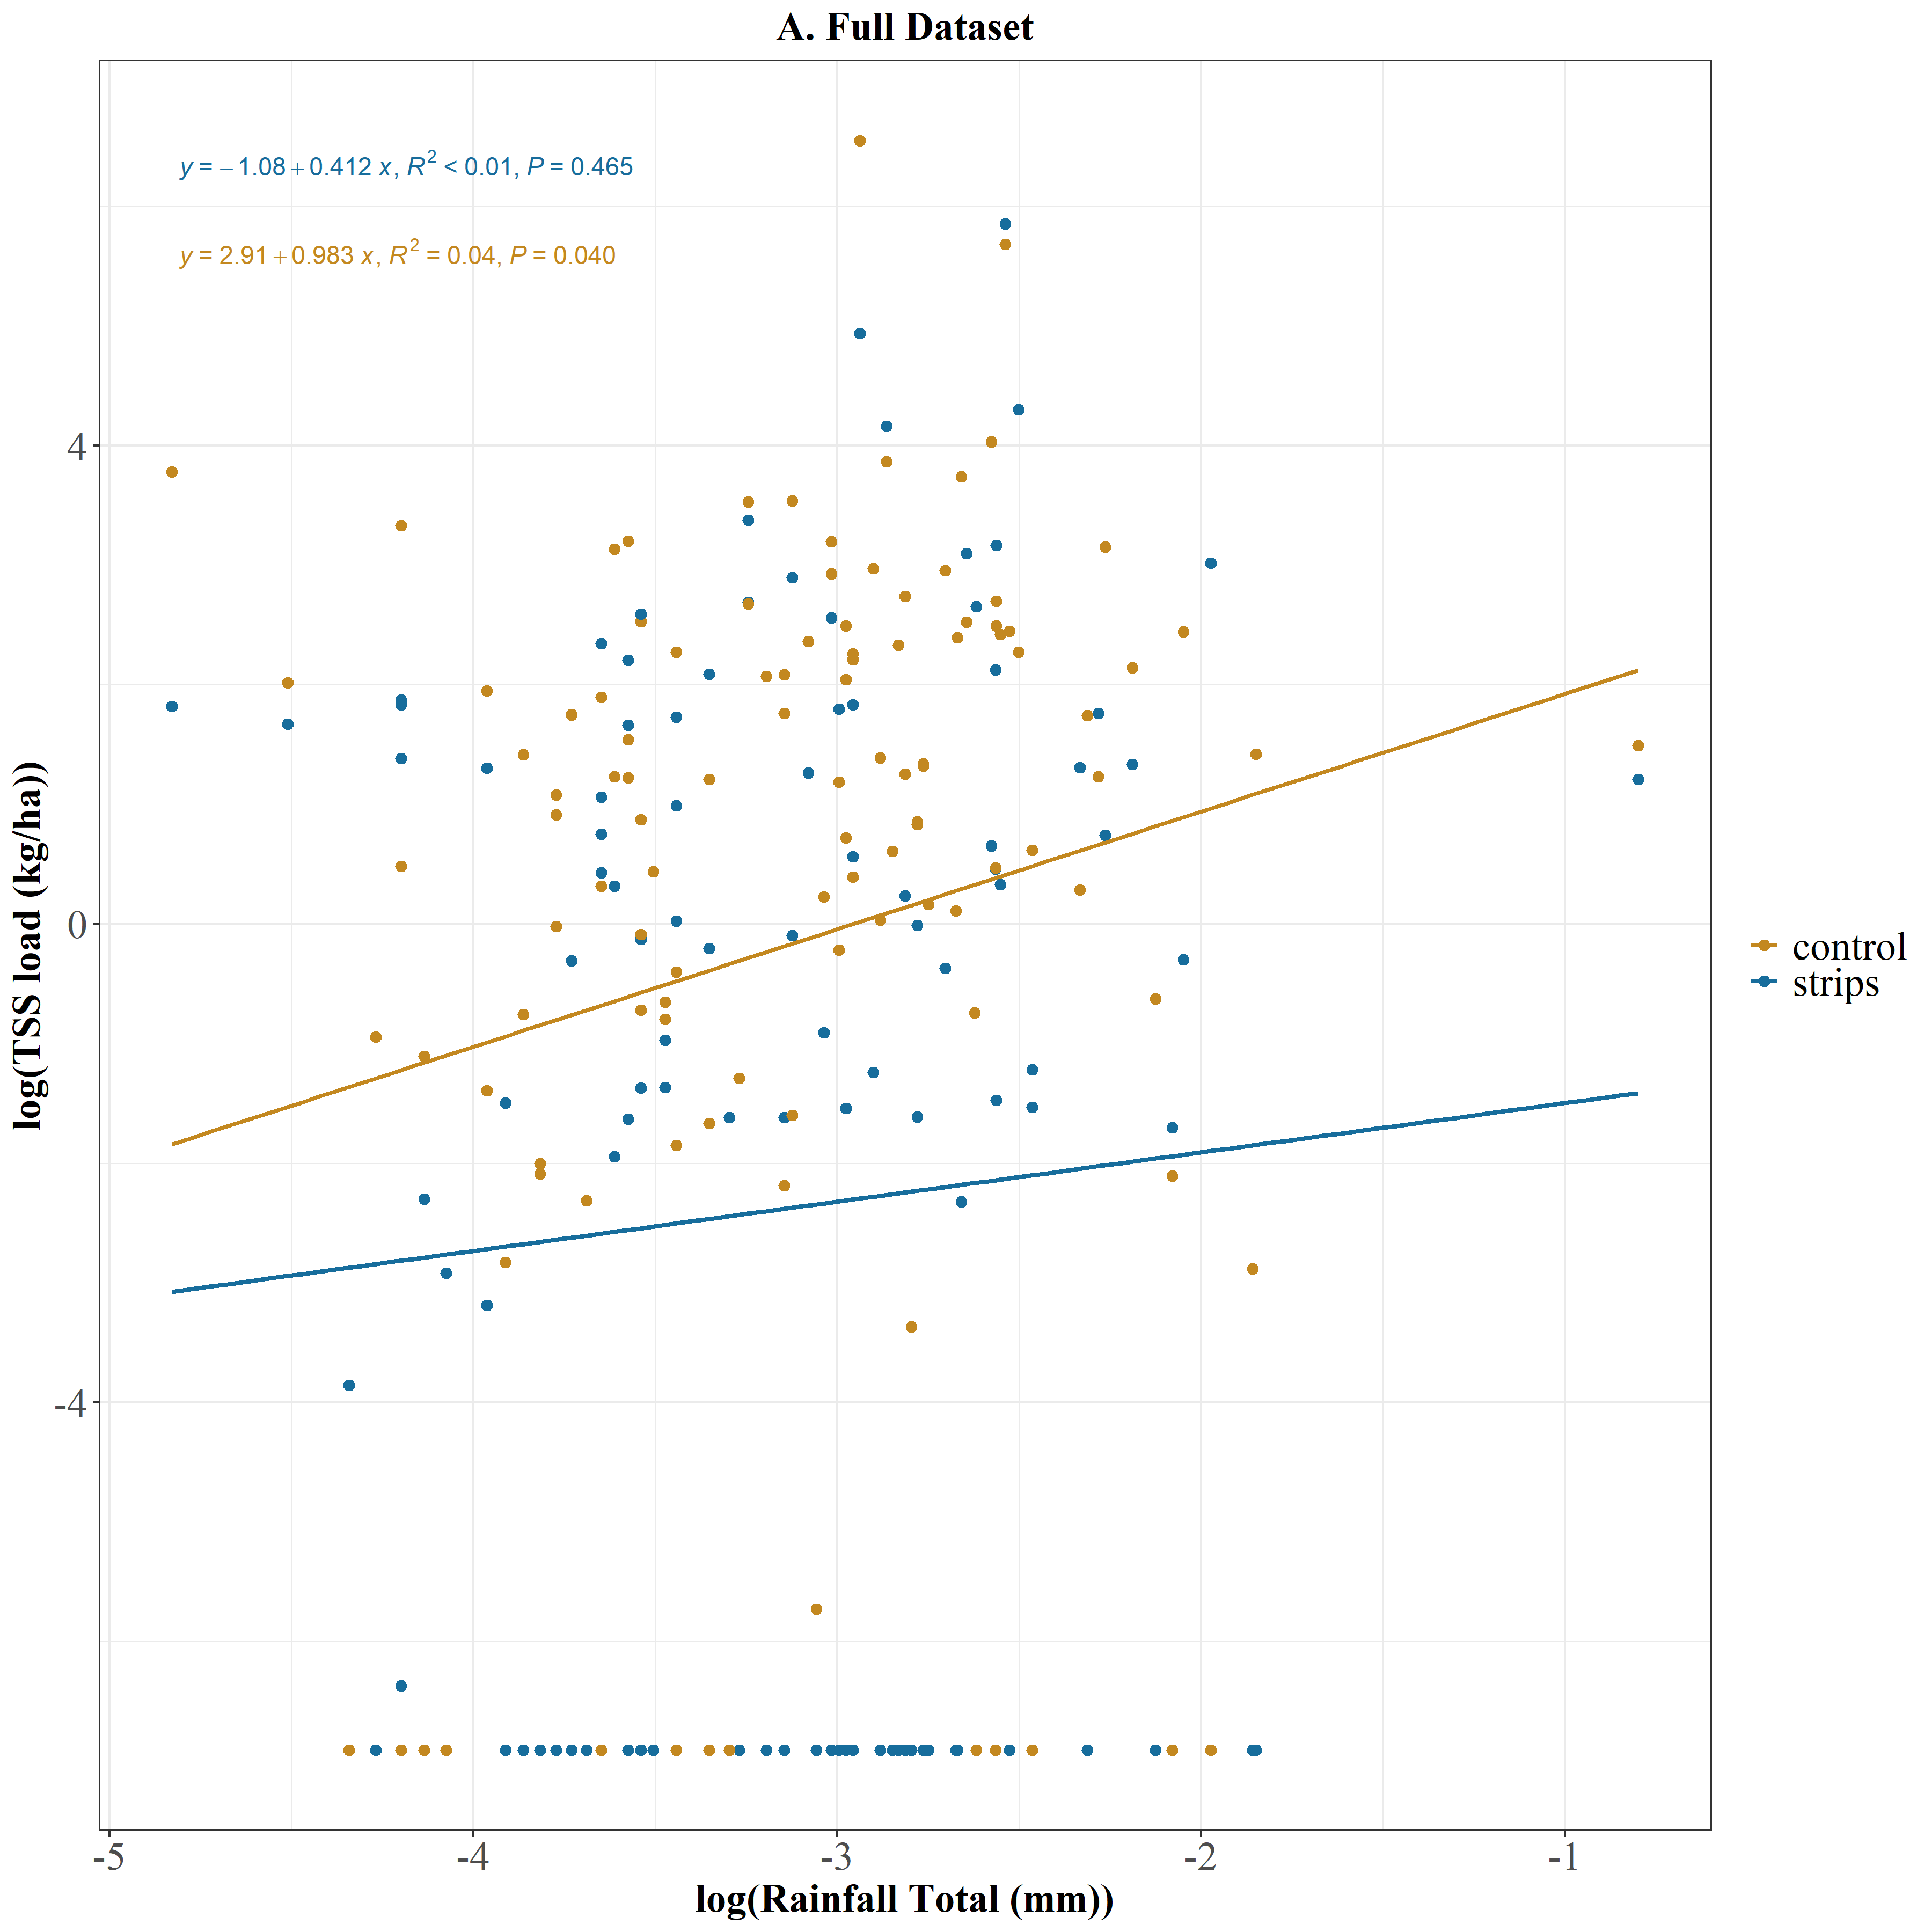 A. Full Dataset
y = −1.08+0.412 x, R² < 0.01, P = 0.465
y = 2.91+0.983 x, R² = 0.04, P = 0.040
log(TSS load (kg/ha))
4
0
-4
control
strips
-5 -4 -3 -2 -1
log(Rainfall Total (mm))